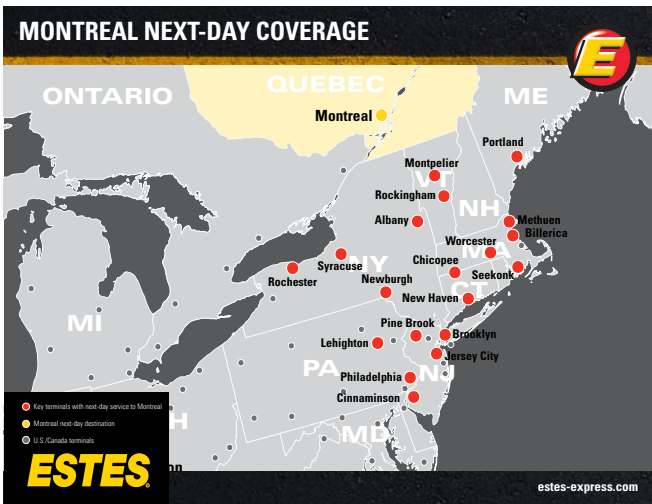 MONTREAL NEXT-DAY COVERAGE
E
ONTARIO
QUEBEC
ME
Montreal
Portland
Montpelier
VT
Rockingham
NH
Albany
Methuen
Billerica
Worcester
MA
Syracuse
NY
Chicopee
Seekonk
Rochester
Newburgh
CT
New Haven
MI
Pine Brook
Brooklyn
Lehighton
Jersey City
PA
NJ
Philadelphia
Cinnaminson
Key terminals with next-day service to Montreal
Montreal next-day destination
H
U.S./Canada terminals
MD
ESTES
on
estes-express.com